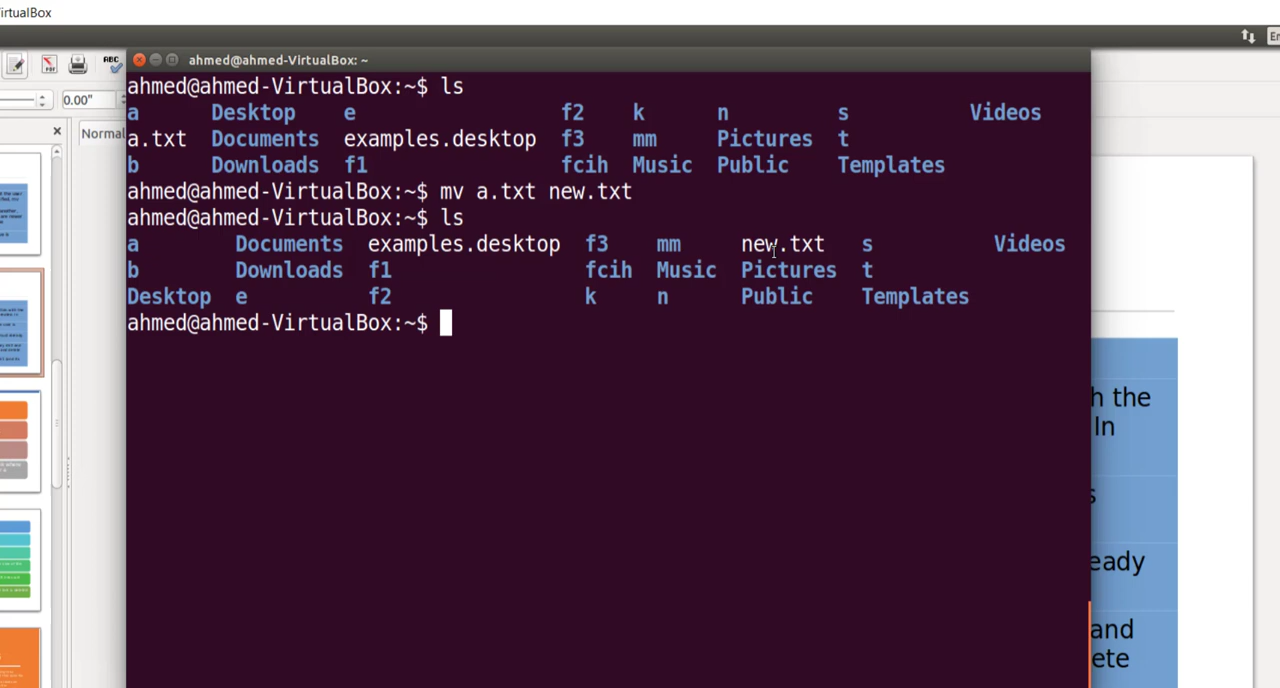 irtualBox
En
ahmed@ahmed-VirtualBox: ~
ABC
0.00"
Normal
ahmed@ahmed-VirtualBox:~$ ls
a Desktop e f2 k n s Videos
a.txt Documents examples.desktop f3 mm Pictures t
b Downloads f1 fcih Music Public Templates
ahmed@ahmed-VirtualBox:~$ mv a.txt new.txt
ahmed@ahmed-VirtualBox:~$ ls
a Documents examples.desktop f3 mm new.txt s Videos
b Downloads f1 fcih Music Pictures t
Desktop e f2 k n Public Templates
ahmed@ahmed-VirtualBox:~$
h the
In
s
eady
and
ete